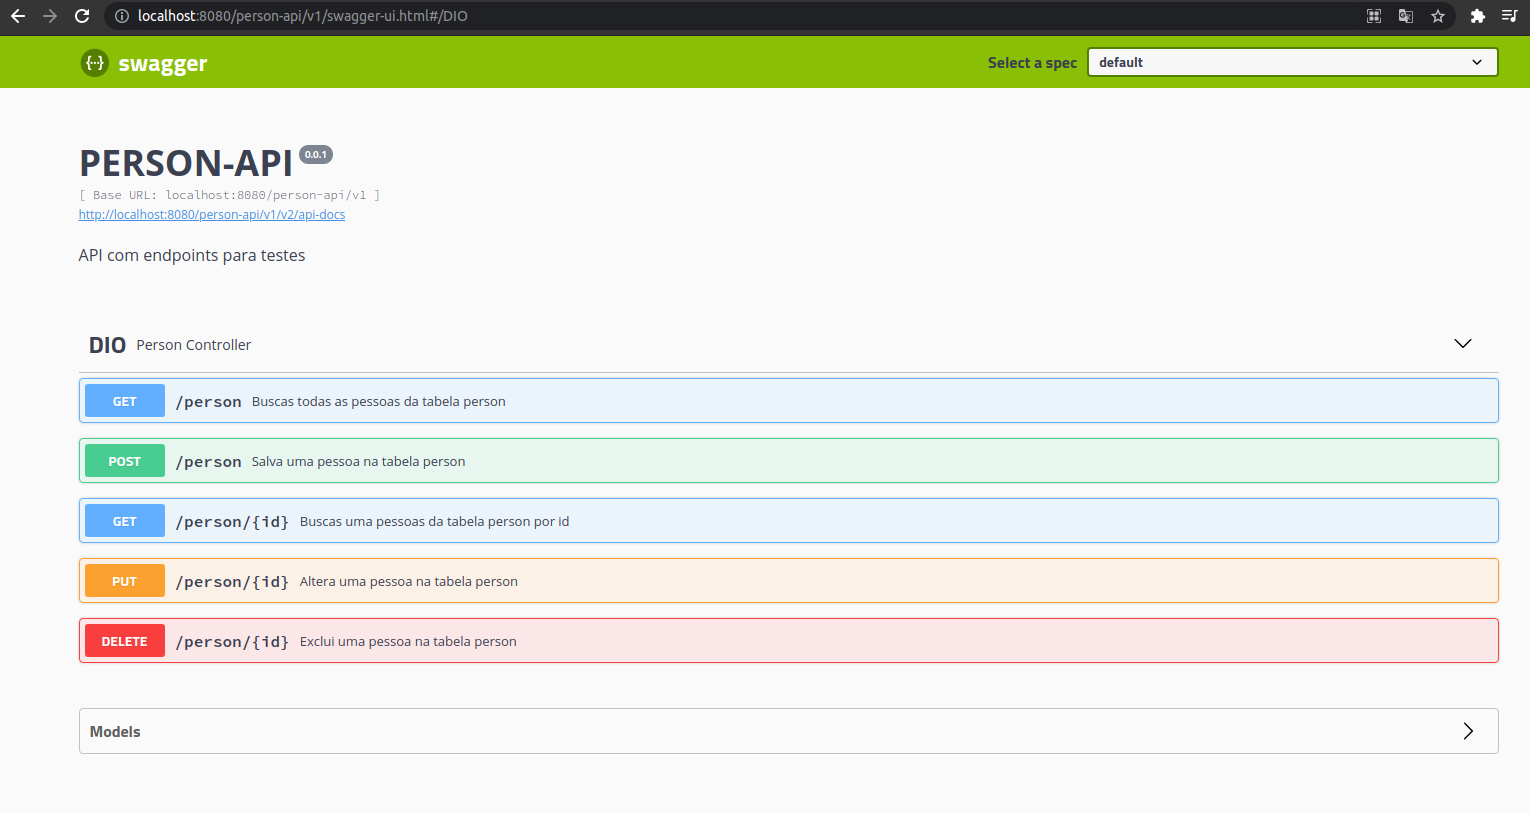 localhost:8080/person-api/v1/swagger-ui.html#/DIO
{··} swagger
Select a spec default
PERSON-API 0.0.1
[ Base URL: localhost:8080/person-api/v1 ]
http://localhost:8080/person-api/v1/v2/api-docs
API com endpoints para testes
DIO Person Controller
GET /person Buscas todas as pessoas da tabela person
POST /person Salva uma pessoa na tabela person
GET /person/{id} Buscas uma pessoas da tabela person por id
PUT /person/{id} Altera uma pessoa na tabela person
DELETE /person/{id} Exclui uma pessoa na tabela person
Models